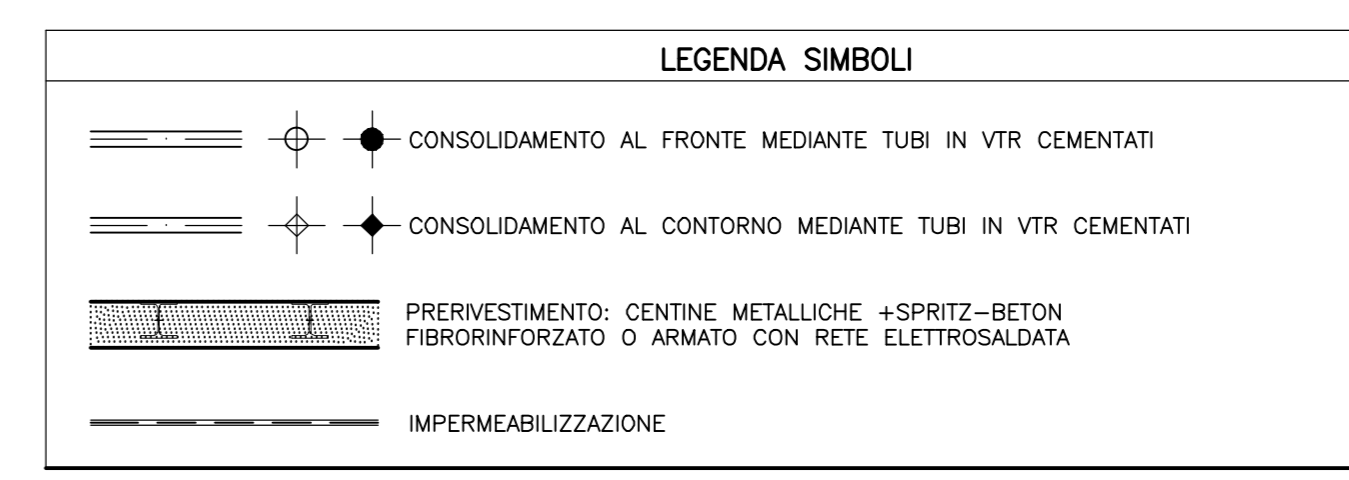 LEGENDA SIMBOLI
CONSOLIDAMENTO AL FRONTE MEDIANTE TUBI IN VTR CEMENTATI
CONSOLIDAMENTO AL CONTORNO MEDIANTE TUBI IN VTR CEMENTATI
PRERIVESTIMENTO: CENTINE METALLICHE +SPRITZ-BETON
FIBRORINFORZATO O ARMATO CON RETE ELETTROSALDATA
IMPERMEABILIZZAZIONE